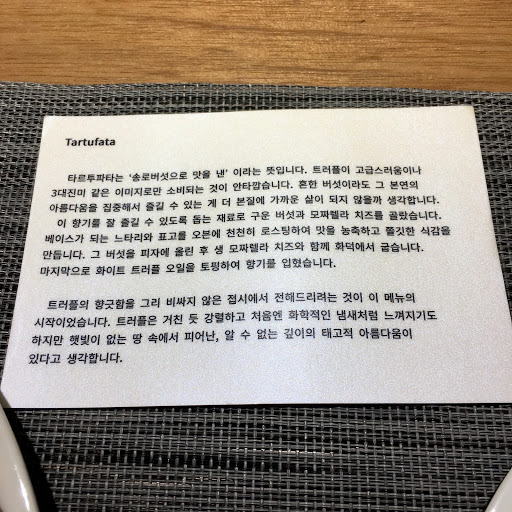 Tartufata
타르투파타는 '송로버섯으로 맛을 낸' 이라는 뜻입니다. 트러플이 고급스러움이나
3대진미 같은 이미지로만 소비되는 것이 안타깝습니다. 흔한 버섯이라도 그 본연의
아름다움을 집중해서 즐길 수 있는 게 더 본질에 가까운 삶이 되지 않을까 생각합니다.
이 향기를 잘 즐길 수 있도록 돕는 재료로 구운 버섯과 모짜렐라 치즈를 골랐습니다.
베이스가 되는 느타리와 표고를 오븐에 천천히 로스팅하여 맛을 농축하고 쫄깃한 식감을
만듭니다. 그 버섯을 피자에 올린 후 생 모짜렐라 치즈와 함께 화덕에서 굽습니다.
마지막으로 화이트 트러플 오일을 토핑하여 향기를 입혔습니다.
트러플의 향긋함을 그리 비싸지 않은 접시에서 전해드리려는 것이 이 메뉴의
시작이었습니다. 트러플은 거친 듯 강렬하고 처음엔 화학적인 냄새처럼 느껴지기도
하지만 햇빛이 없는 땅 속에서 피어난, 알 수 없는 깊이의 태고적 아름다움이
있다고 생각합니다.